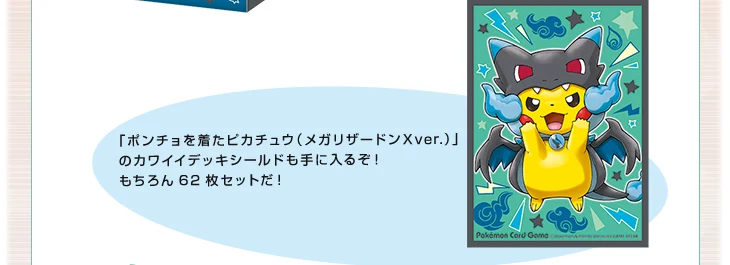 「ポンチョを着たピカチュウ(メガリザードンXver.)」
のカワイイデッキシールドも手に入るぞ!
もちろん 62 枚セットだ!
Pokémon Card Game